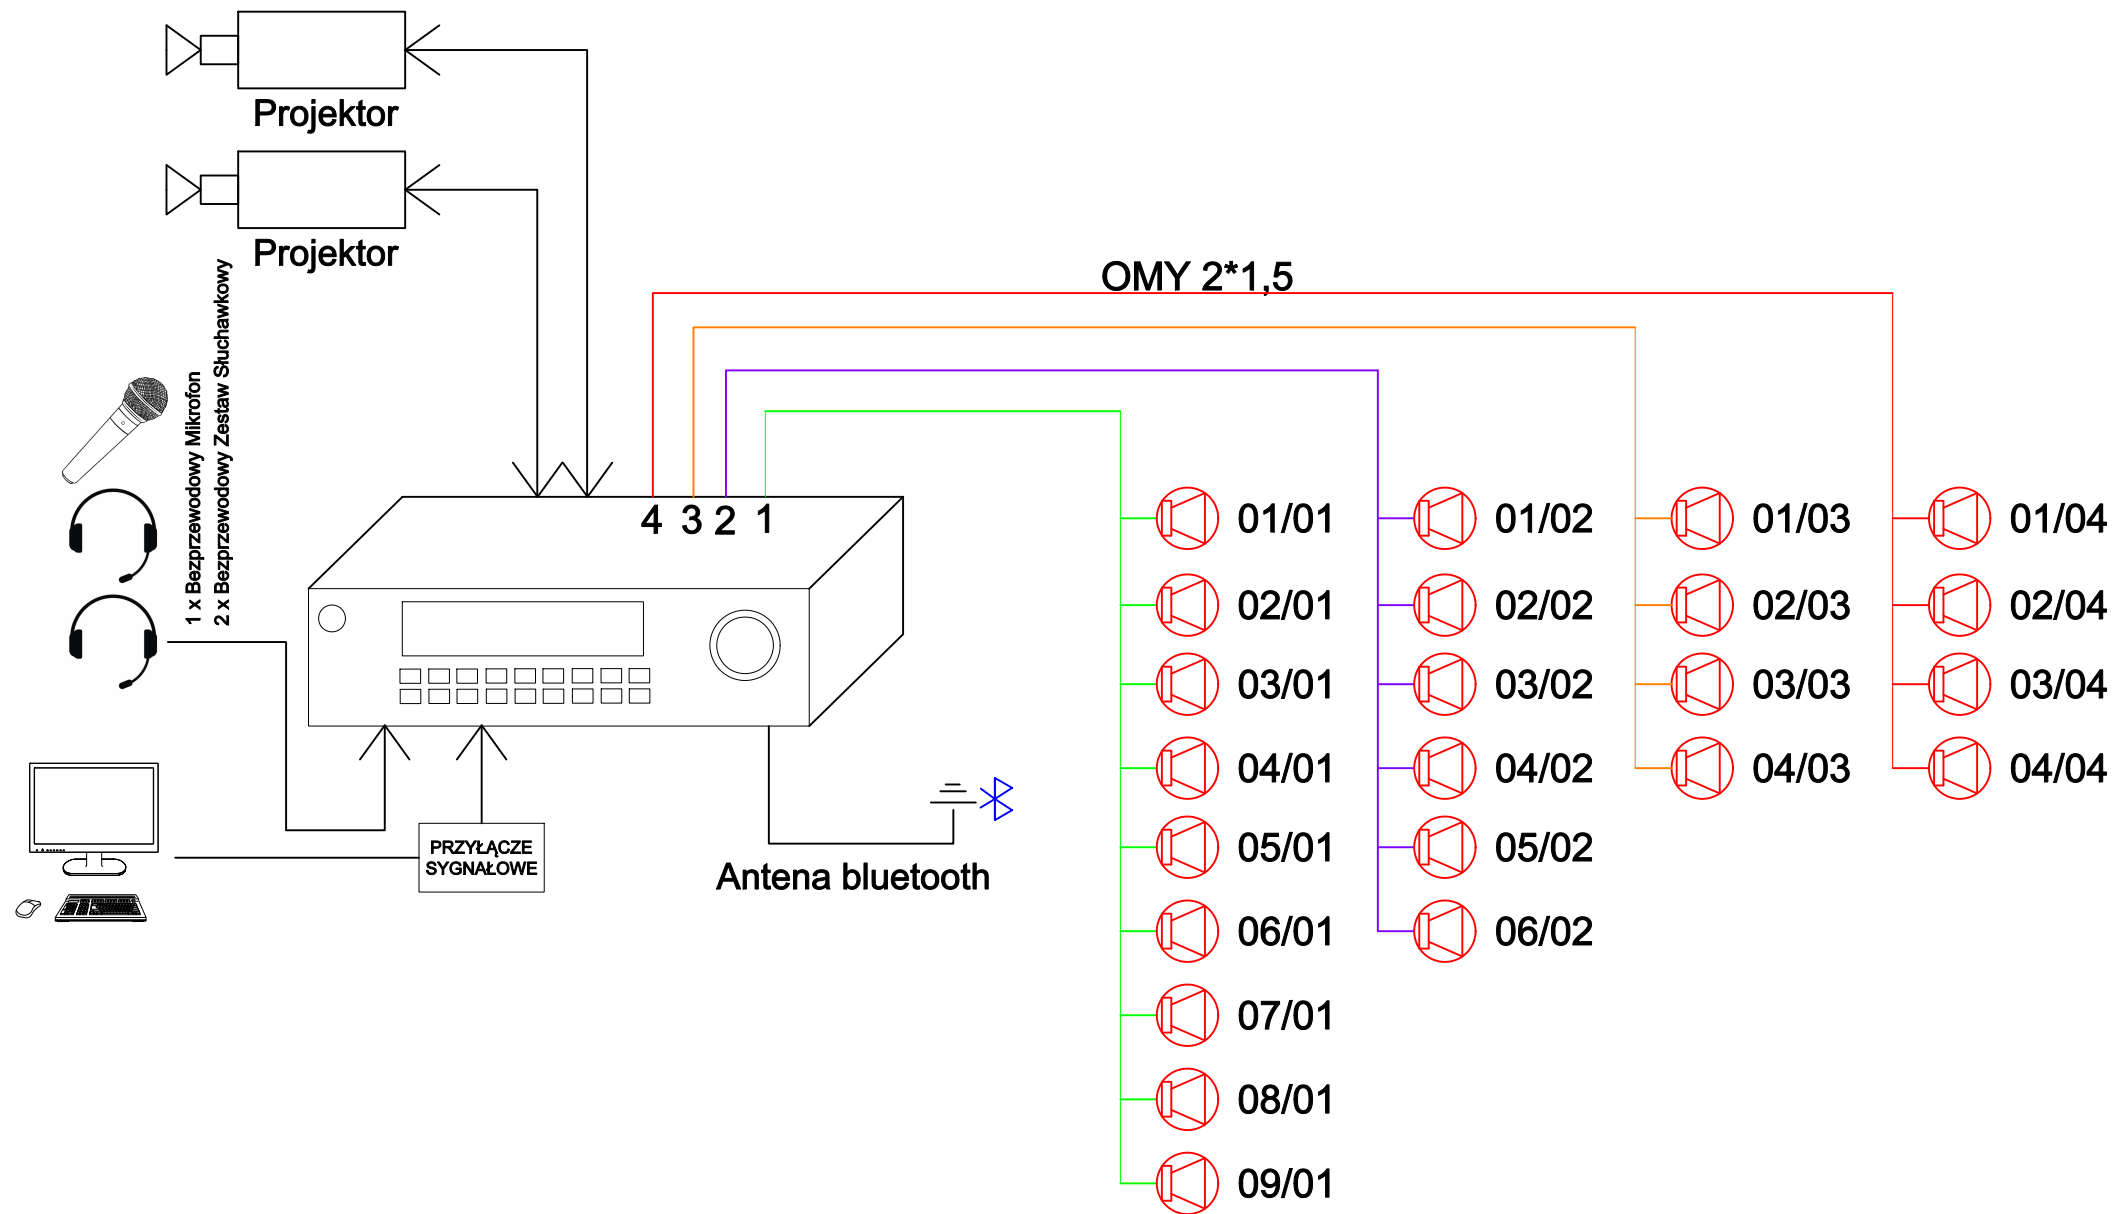 Projektor
Projektor
1 x Bezprzewodowy Mikrofon
2 x Bezprzewodowy Zestaw Słuchawkowy
OMY 2*1,5
4 3 2 1
PRZYŁĄCZE
SYGNAŁOWE
Antena bluetooth
01/01 01/02 01/03 01/04
02/01 02/02 02/03 02/04
03/01 03/02 03/03 03/04
04/01 04/02 04/03 04/04
05/01 05/02
06/01 06/02
07/01
08/01
09/01